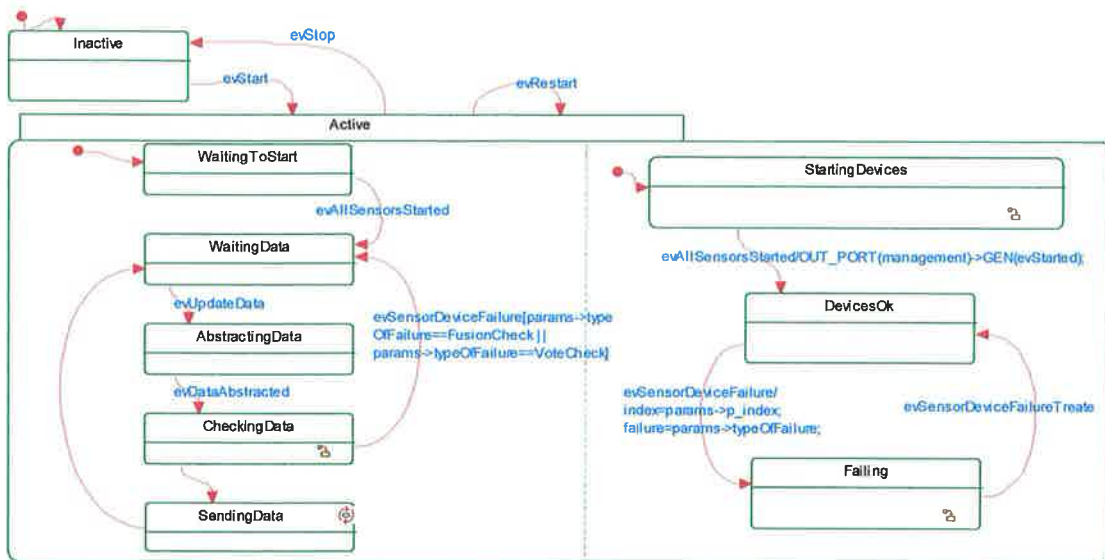 Inactive
evStop
evStart
evRestart
Active
WaitingToStart
StartingDevices
evAllSensorsStarted
WaitingData
evAllSensorsStarted/OUT_PORT(management)->GEN(evStarted);
evUpdateData
DevicesOk
evSensorDeviceFailure[params->type
OfFailure==FusionCheck ||
params->typeOfFailure==VoteCheck]
AbstractingData
evDataAbstracted
evSensorDeviceFailure/
index=params->p_index;
failure=params->typeOfFailure;
evSensorDeviceFailureTreate
CheckingData
Failing
SendingData